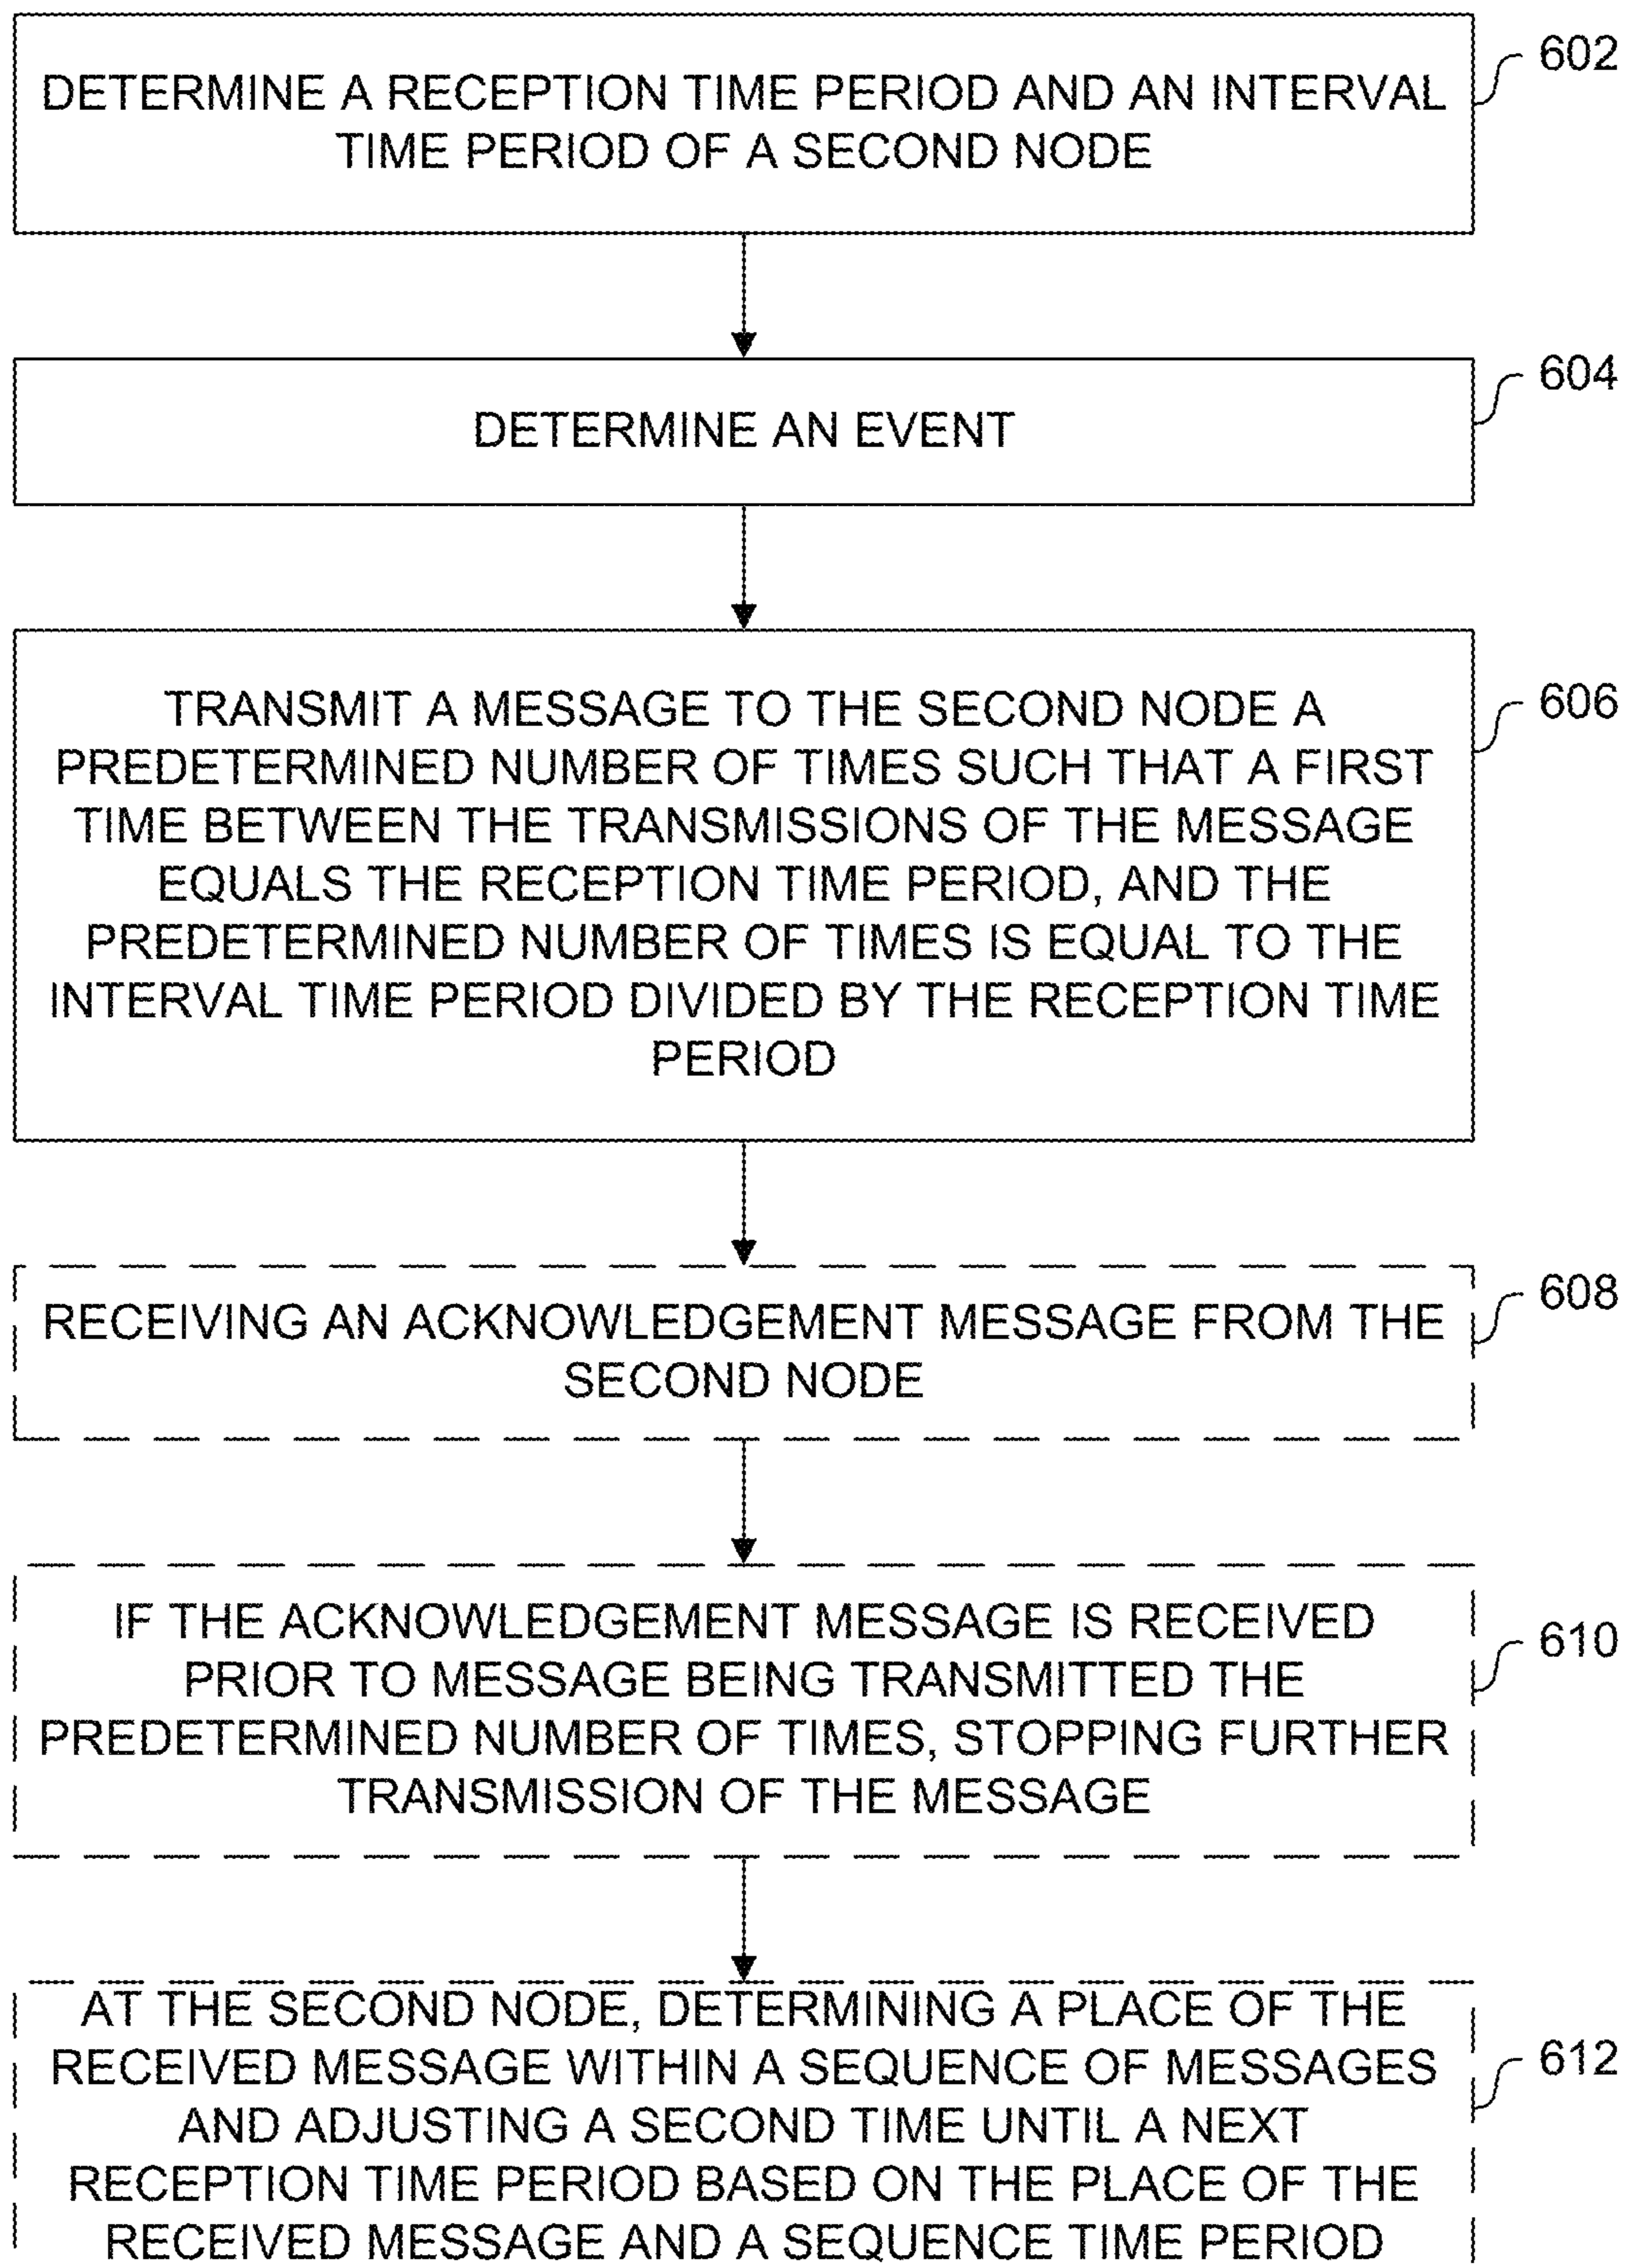 DETERMINE A RECEPTION TIME PERIOD AND AN INTERVAL
TIME PERIOD OF A SECOND NODE
602
DETERMINE AN EVENT
604
TRANSMIT A MESSAGE TO THE SECOND NODE A
PREDETERMINED NUMBER OF TIMES SUCH THAT A FIRST
TIME BETWEEN THE TRANSMISSIONS OF THE MESSAGE
EQUALS THE RECEPTION TIME PERIOD, AND THE
PREDETERMINED NUMBER OF TIMES IS EQUAL TO THE
INTERVAL TIME PERIOD DIVIDED BY THE RECEPTION TIME
PERIOD
606
RECEIVING AN ACKNOWLEDGEMENT MESSAGE FROM THE
SECOND NODE
608
IF THE ACKNOWLEDGEMENT MESSAGE IS RECEIVED
PRIOR TO MESSAGE BEING TRANSMITTED THE
PREDETERMINED NUMBER OF TIMES, STOPPING FURTHER
TRANSMISSION OF THE MESSAGE
610
AT THE SECOND NODE, DETERMINING A PLACE OF THE
RECEIVED MESSAGE WITHIN A SEQUENCE OF MESSAGES
AND ADJUSTING A SECOND TIME UNTIL A NEXT
RECEPTION TIME PERIOD BASED ON THE PLACE OF THE
RECEIVED MESSAGE AND A SEQUENCE TIME PERIOD
612